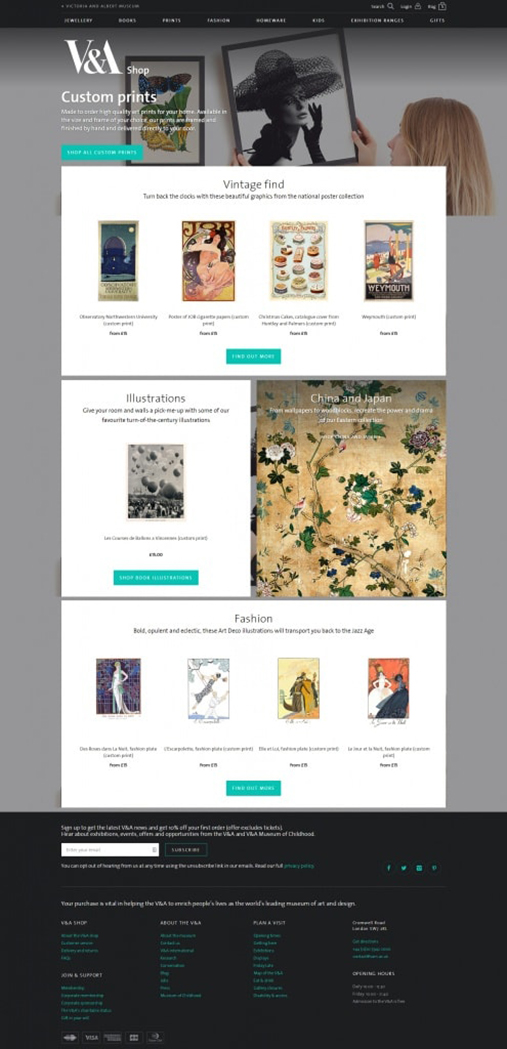 VICTORIA AND ALBERT MUSEUM
Search Login Bag
JEWELLERY BOOKS PRINTS FASHION HOMEWARE KIDS EXHIBITION RANGES GIFTS
V&A Shop
Custom prints
Made to order high quality art prints for your home. Available in
the size and frame of your choice, our prints are framed and
finished by hand and delivered directly to your door.
SHOP ALL CUSTOM PRINTS
Vintage find
Turn back the clocks with these beautiful graphics from the national poster collection
JOB
WEYMOUTH
Observatory Northwestern University
(custom print)
From £15
Poster of JOB cigarette papers (custom
print)
From £15
Christmas Cakes, catalogue cover from
Huntley and Palmers (custom print)
From £15
Weymouth (custom print)
From £15
FIND OUT MORE
Illustrations
Give your room and walls a pick-me-up with some of our
favourite turn-of-the-century illustrations
Les Courses de Ballons a Vincennes (custom print)
£15.00
SHOP BOOK ILLUSTRATIONS
China and Japan
From wallpapers to woodblocks, recreate the power and drama
of our Eastern collection
Fashion
Bold, opulent and eclectic, these Art Deco illustrations will transport you back to the Jazz Age
Des Roses dans La Nuit, fashion plate
(custom print)
From £15
L'Escarpolette, fashion plate (custom
print)
From £15
Elle et Lui, fashion plate (custom
print)
From £15
Le Jour et la Nuit, fashion plate (custom
print)
From £15
FIND OUT MORE
Sign up to get the latest V&A news and get 10% off your first order (offer excludes tickets).
Hear about exhibitions, events, offers and opportunities from the V&A and V&A Museum of Childhood.
Enter your email
SUBSCRIBE
You can opt out of hearing from us at any time using the unsubscribe link in our emails. Read our full privacy policy
Your purchase is vital in helping the V&A to enrich people's lives as the world's leading museum of art and design.
V&A SHOP
About the V&A shop
Customer service
Delivery and returns
FAQs
JOIN & SUPPORT
Membership
Corporate membership
Corporate sponsorship
The V&A's charitable status
Gift in your will
ABOUT THE V&A
About the museum
Contact us
V&A International
Research
Conservation
Blog
Jobs
Press
Museum of Childhood
PLAN A VISIT
Opening times
Getting here
Exhibitions
Displays
Map of the V&A
Eat & drink
Disability & access
Cromwell Road
London SW7 2RL
Get directions
OPENING HOURS
Daily 10.00 - 17.30
Friday 10.00 - 17.30
Admission to the V&A is free
VISA